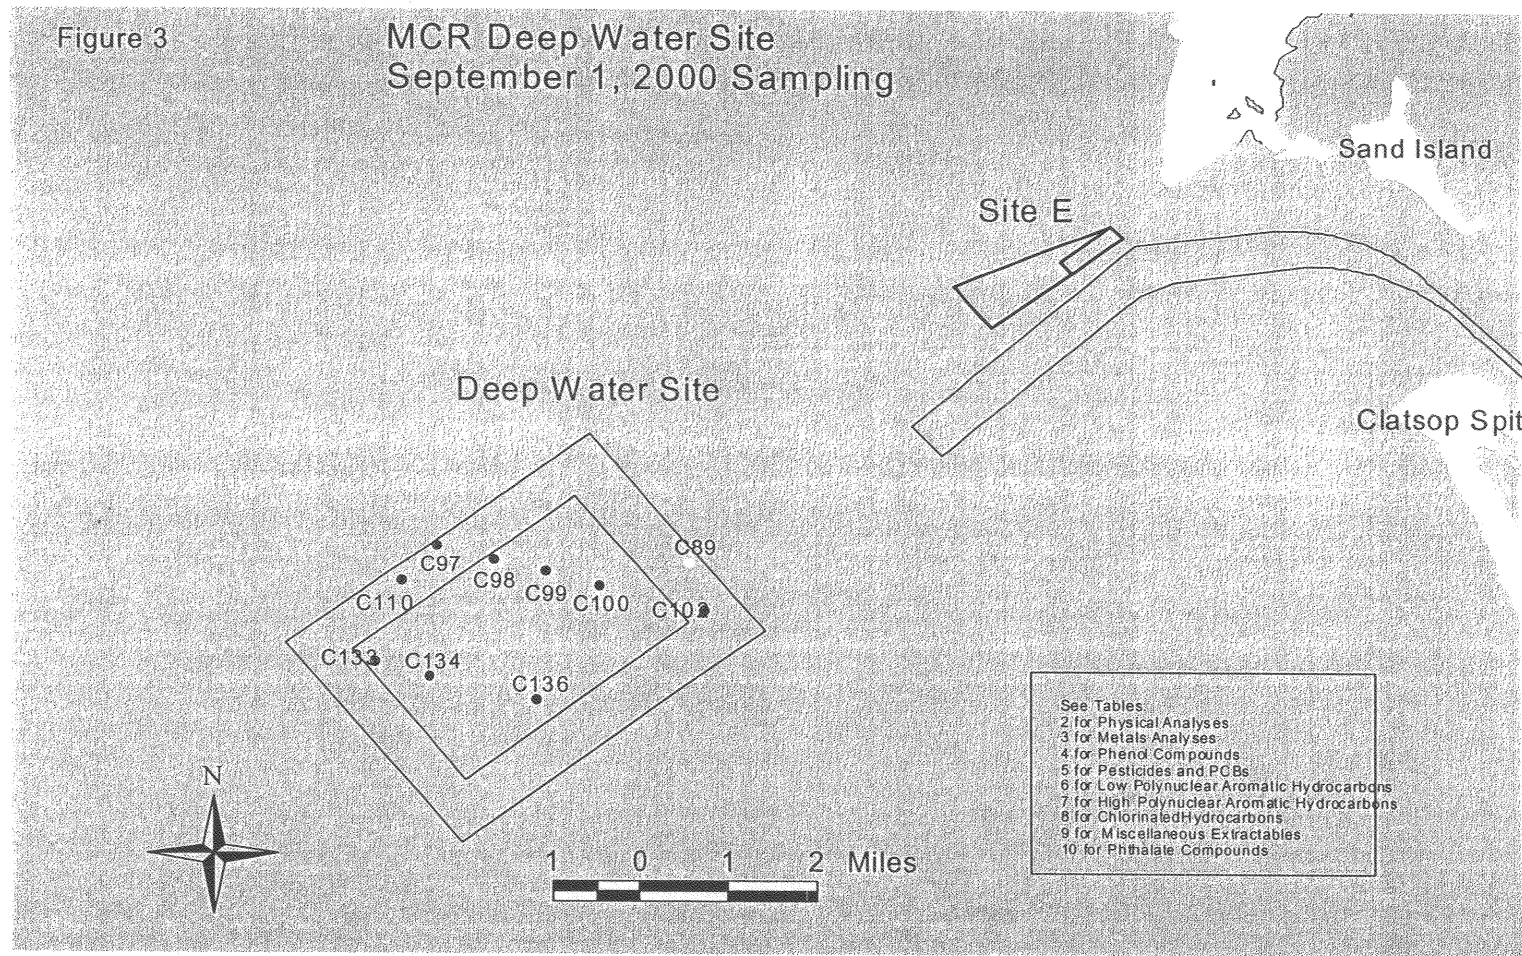 Figure 3
MCR Deep Water Site
September 1, 2000 Sampling
Sand Island
Site E
Deep Water Site
Clatsop Spit
C89
C97
C98
C99
C100
C110
C102
C133
C134
C136
See Tables
2 for Physical Analyses
3 for Metals Analyses
4 for Phenol Compounds
5 for Pesticides and PCBs
6 for Low Polynuclear Aromatic Hydrocarbons
7 for High Polynuclear Aromatic Hydrocarbons
8 for Chlorinated Hydrocarbons
9 for Miscellaneous Extractables
10 for Phthalate Compounds
N
1 0 1 2 Miles